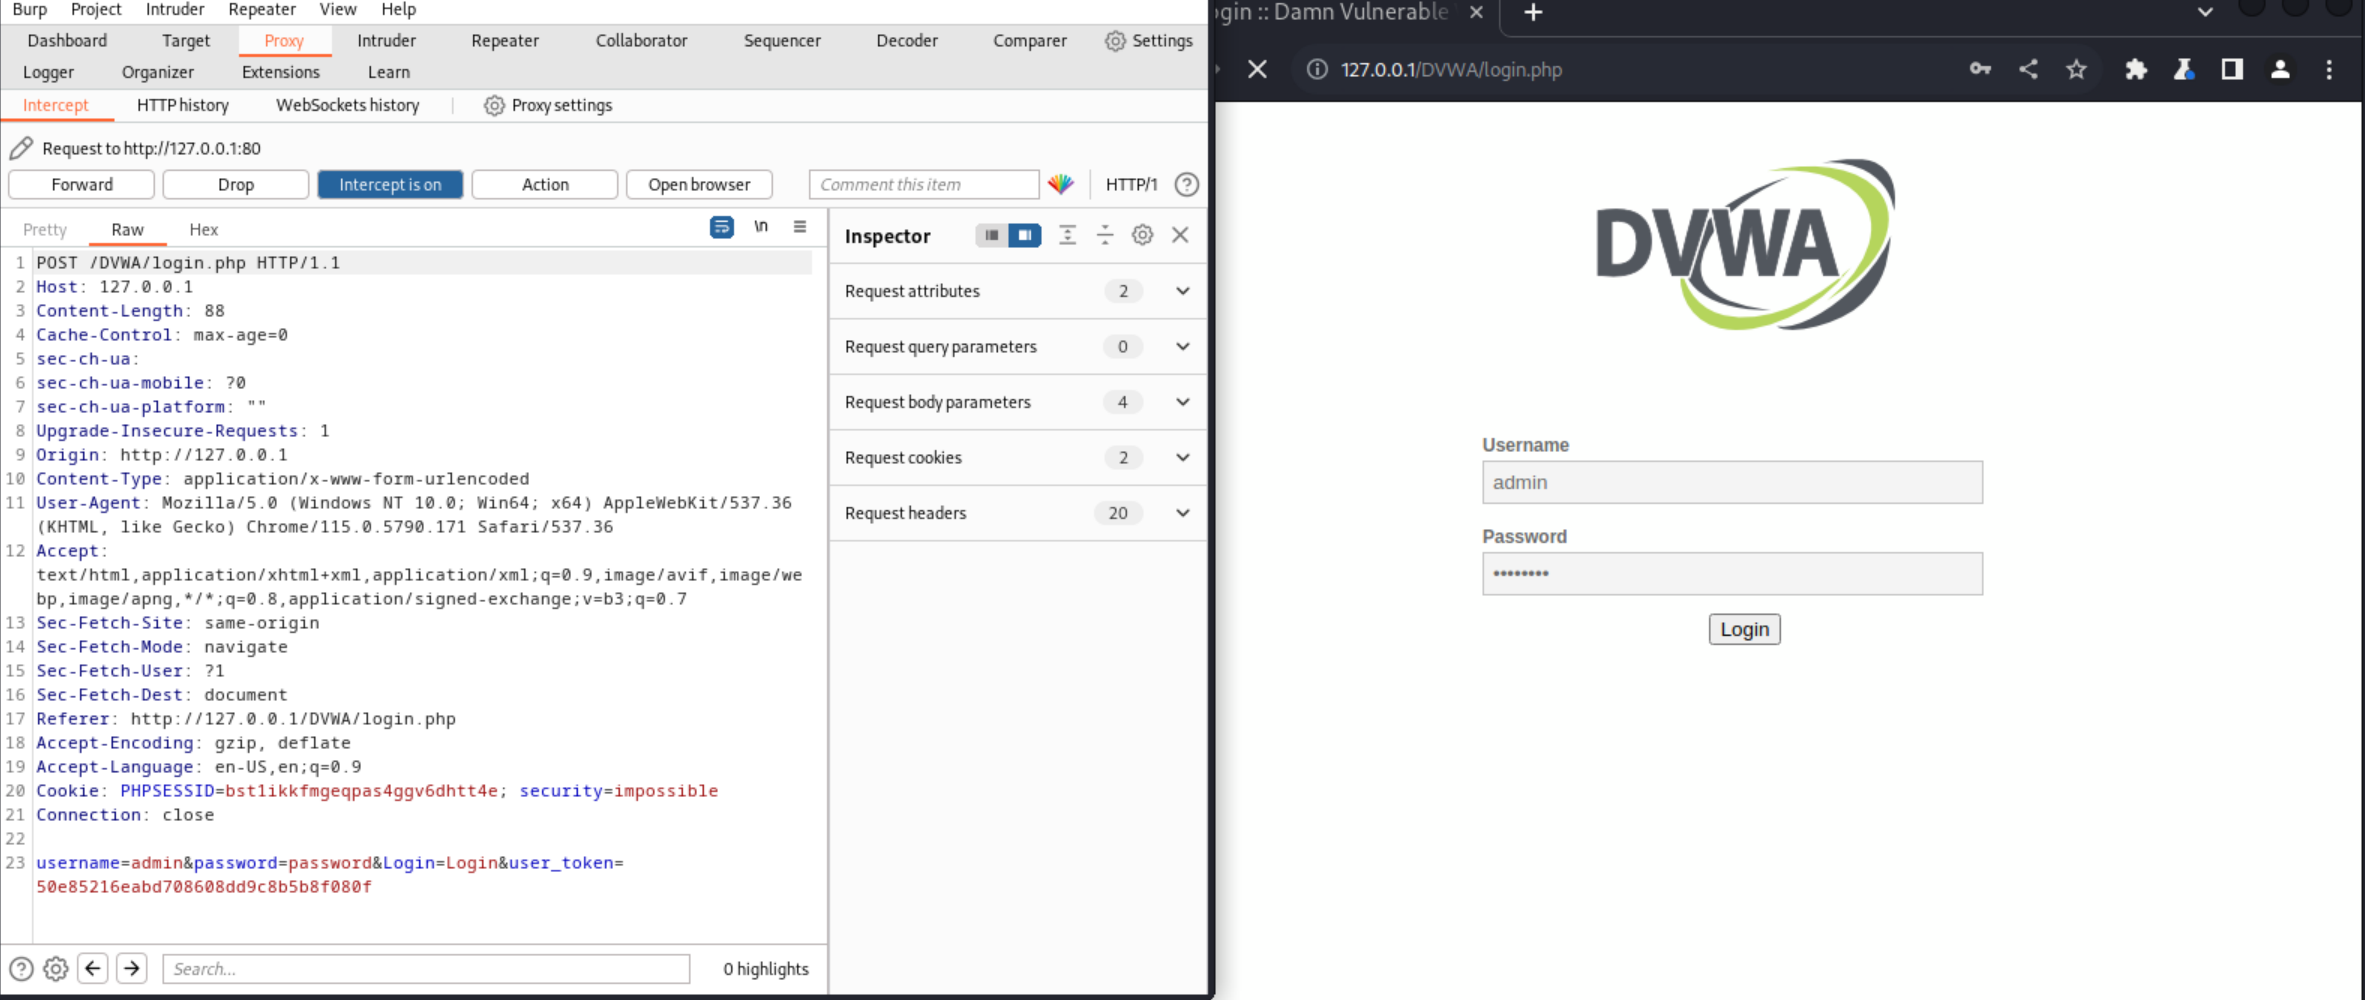 Burp Project Intruder Repeater View Help
Dashboard Target Proxy Intruder Repeater Collaborator Sequencer Decoder Comparer Settings
Logger Organizer Extensions Learn
Intercept HTTP history WebSockets history Proxy settings
Request to http://127.0.0.1:80
Forward Drop Intercept is on Action Open browser Comment this item HTTP/1 ?
Pretty Raw Hex \n
1 POST /DVWA/login.php HTTP/1.1
2 Host: 127.0.0.1
3 Content-Length: 88
4 Cache-Control: max-age=0
5 sec-ch-ua:
6 sec-ch-ua-mobile: ?0
7 sec-ch-ua-platform: ""
8 Upgrade-Insecure-Requests: 1
9 Origin: http://127.0.0.1
10 Content-Type: application/x-www-form-urlencoded
11 User-Agent: Mozilla/5.0 (Windows NT 10.0; Win64; x64) AppleWebKit/537.36
(KHTML, like Gecko) Chrome/115.0.5790.171 Safari/537.36
12 Accept:
text/html,application/xhtml+xml,application/xml;q=0.9,image/avif,image/we
bp,image/apng,*/*;q=0.8,application/signed-exchange;v=b3;q=0.7
13 Sec-Fetch-Site: same-origin
14 Sec-Fetch-Mode: navigate
15 Sec-Fetch-User: ?1
16 Sec-Fetch-Dest: document
17 Referer: http://127.0.0.1/DVWA/login.php
18 Accept-Encoding: gzip, deflate
19 Accept-Language: en-US,en;q=0.9
20 Cookie: PHPSESSID=bst1ikkfmgeqpas4ggv6dhtt4e; security=impossible
21 Connection: close
22
23 username=admin&password=password&Login=Login&user_token=
50e85216eabd708608dd9c8b5b8f080f
? Search... 0 highlights
Inspector
Request attributes 2
Request query parameters 0
Request body parameters 4
Request cookies 2
Request headers 20
gin :: Damn Vulnerable
127.0.0.1/DVWA/login.php
DVWA
Username
admin
Password
••••••••
Login